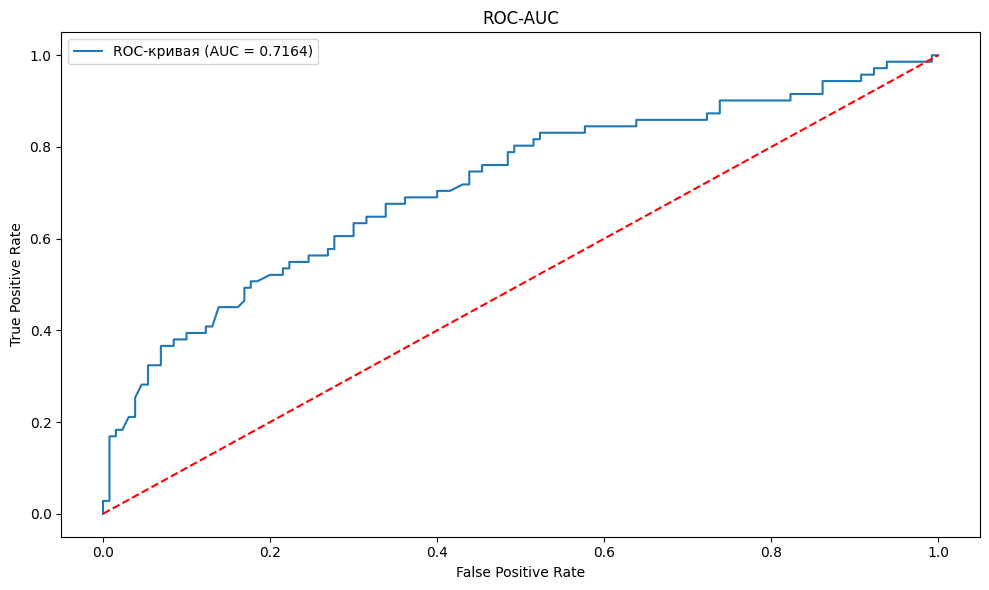 ROC-AUC
ROC-кривая (AUC = 0.7164)
True Positive Rate
1.0
0.8
0.6
0.4
0.2
0.0
0.0 0.2 0.4 0.6 0.8 1.0
False Positive Rate